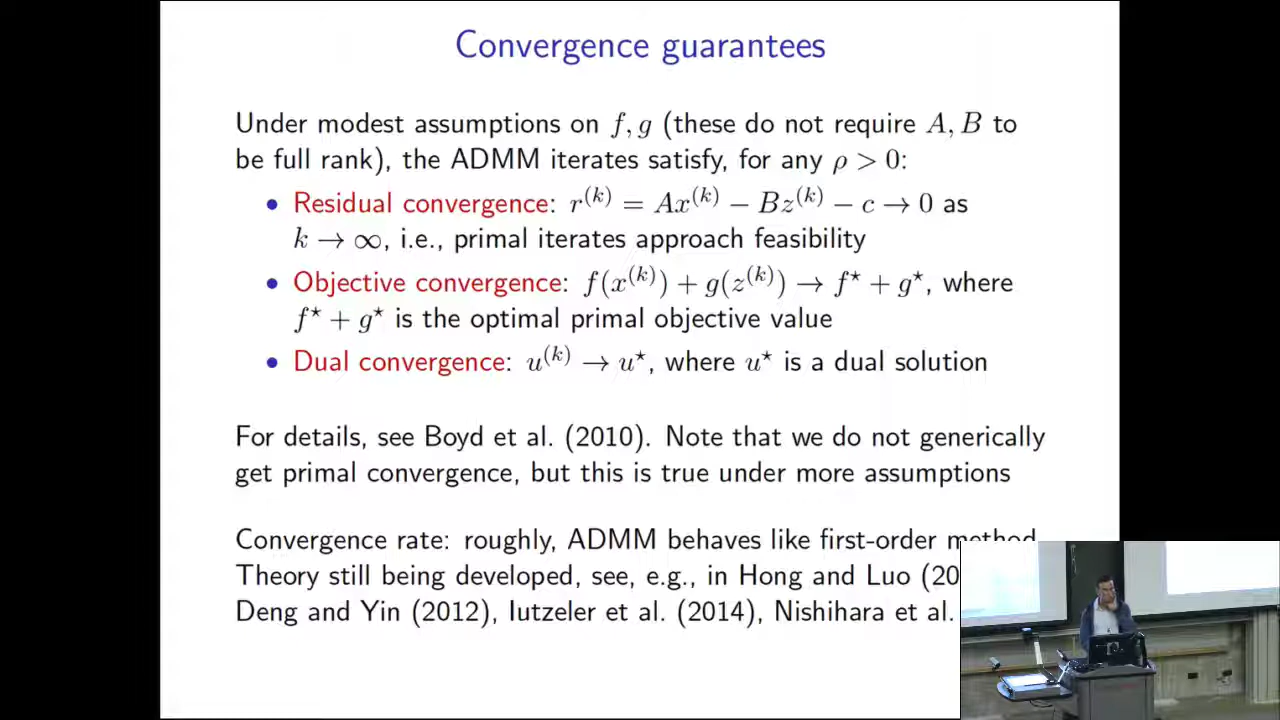 Convergence guarantees
Under modest assumptions on f, g (these do not require A, B to
be full rank), the ADMM iterates satisfy, for any ρ > 0:
• Residual convergence: r^(k) = Ax^(k) − Bz^(k) − c → 0 as
k → ∞, i.e., primal iterates approach feasibility
• Objective convergence: f(x^(k)) + g(z^(k)) → f⋆ + g⋆, where
f⋆ + g⋆ is the optimal primal objective value
• Dual convergence: u^(k) → u⋆, where u⋆ is a dual solution
For details, see Boyd et al. (2010). Note that we do not generically
get primal convergence, but this is true under more assumptions
Convergence rate: roughly, ADMM behaves like first-order method.
Theory still being developed, see, e.g., in Hong and Luo (20
Deng and Yin (2012), Iutzeler et al. (2014), Nishihara et al.